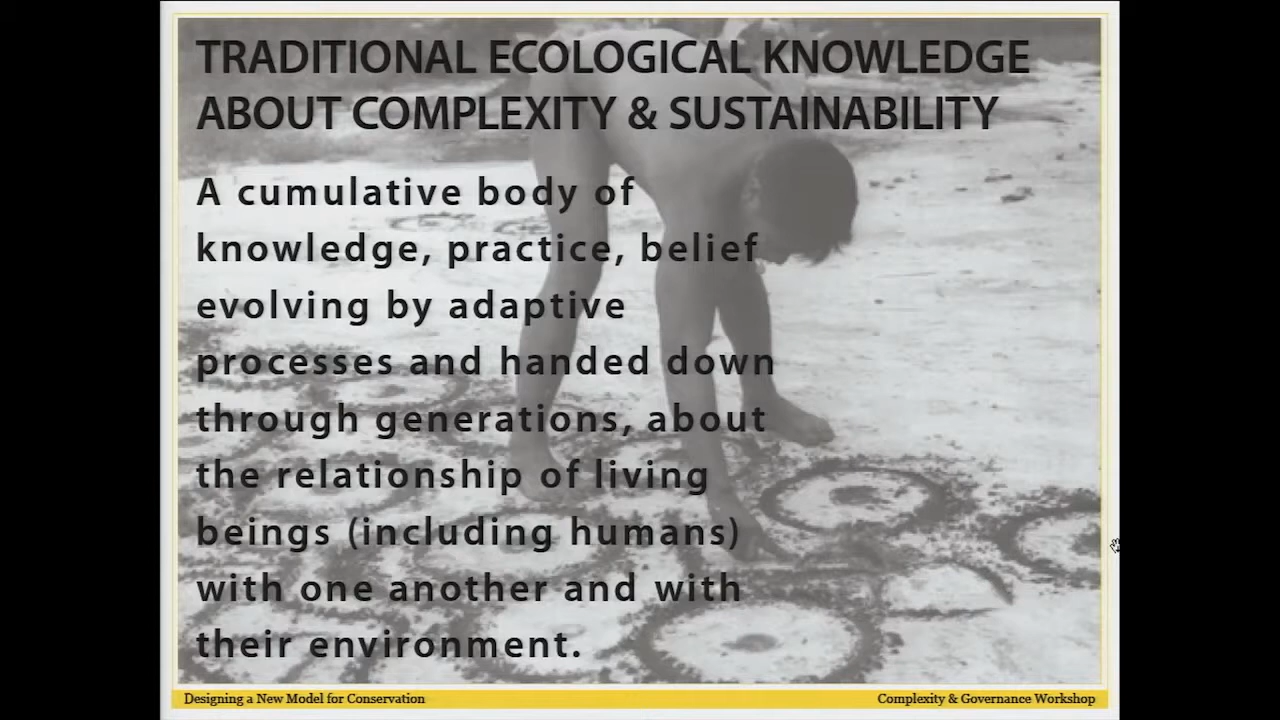 TRADITIONAL ECOLOGICAL KNOWLEDGE
ABOUT COMPLEXITY & SUSTAINABILITY
A cumulative body of
knowledge, practice, belief
evolving by adaptive
processes and handed down
through generations, about
the relationship of living
beings (including humans)
with one another and with
their environment.
Designing a New Model for Conservation
Complexity & Governance Workshop